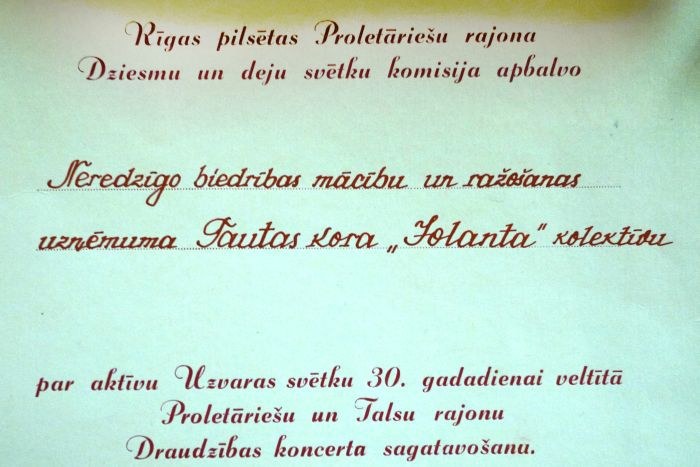 Rīgas pilsētas Proletāriešu rajona
Dziesmu un deju svētku komisija apbalvo
Neredzīgo biedrības mācību un ražošanas
uzņēmuma Tautas kora „Jolanta" kolektīvu
par aktīvu Uzvaras svētku 30. gadadienai veltītā
Proletāriešu un Talsu rajonu
Draudzības koncerta sagatavošanu.